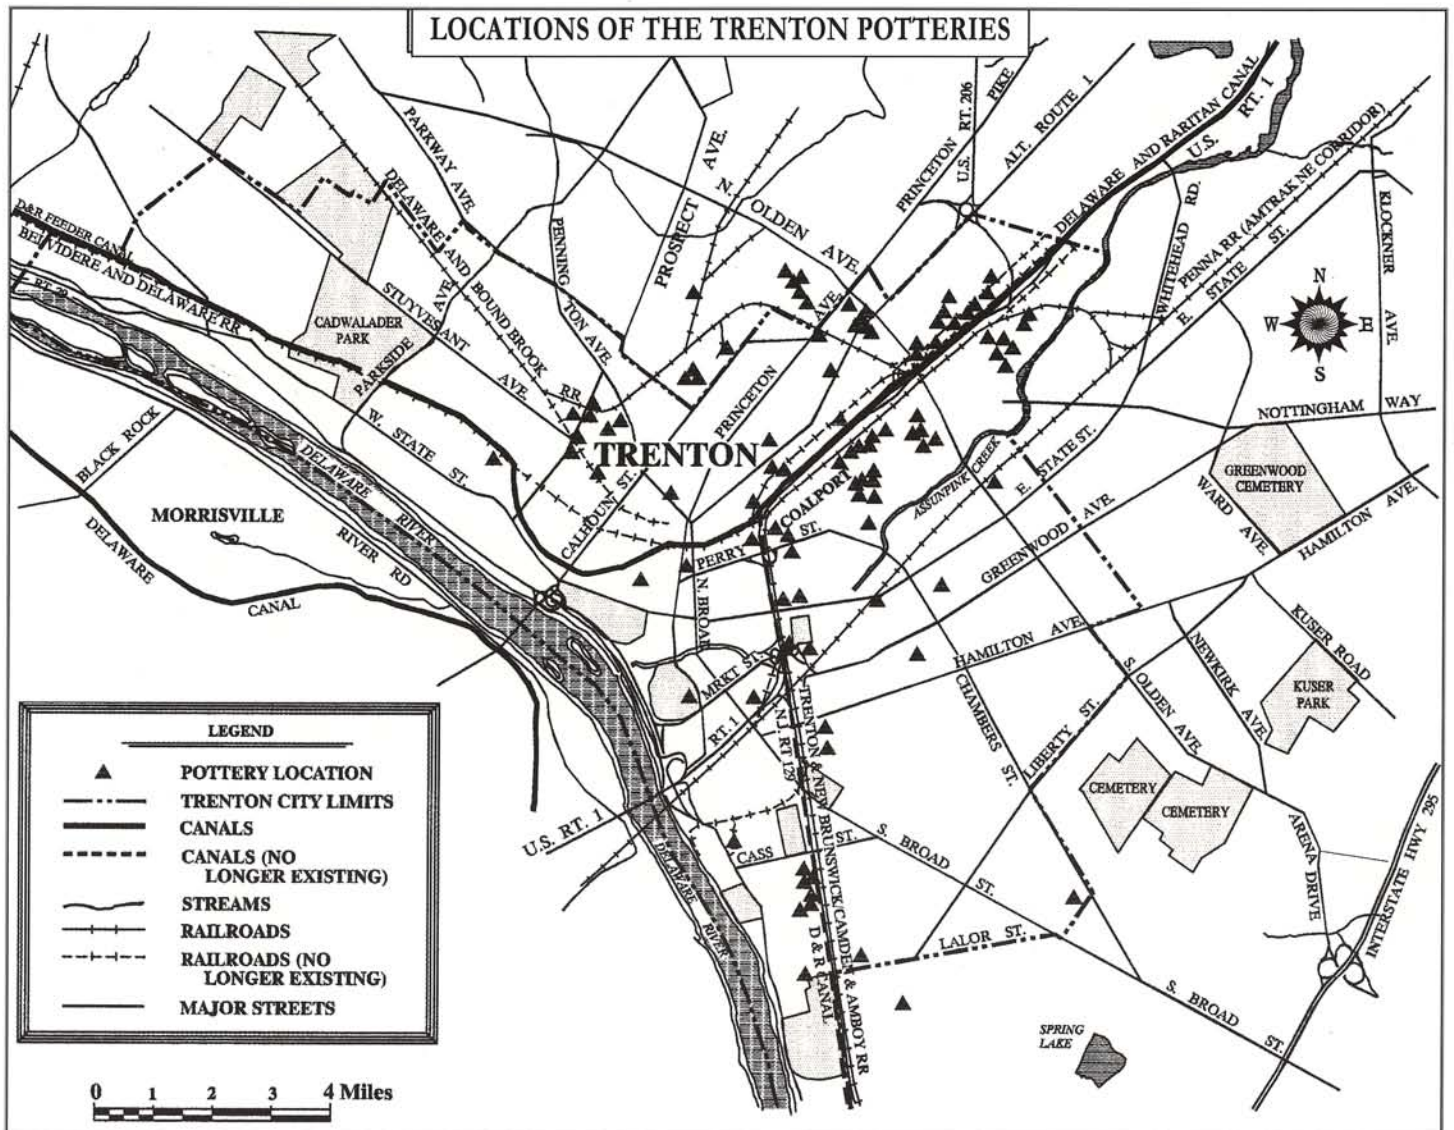 LOCATIONS OF THE TRENTON POTTERIES
PARKWAY AVE.
DELAWARE AND BOUND BROOK
RR
PENNING
TON AVE.
PROSPECT AVE.
N. OLDEN AVE.
PRINCETON PIKE
U.S. RT. 206
ALT. ROUTE 1
DELAWARE AND RARITAN CANAL
U.S. RT. 1
WHITEHEAD RD.
PENNA RR (AMTRAK NE CORRIDOR)
E. STATE ST.
KLOCKNER AVE.
D&R FEEDER CANAL
BELVIDERE AND DELAWARE RR
RT. 29
CADWALADER
PARK
STUYVESANT AVE.
PARKSIDE AVE.
W. STATE ST.
PRINCETON AVE.
N
W E
S
NOTTINGHAM WAY
BLACK ROCK
DELAWARE RIVER
TRENTON
CALHOUN ST.
COALPORT
ASSUNPINK CREEK
E. STATE ST.
GREENWOOD
CEMETERY
WARD AVE.
HAMILTON AVE.
MORRISVILLE
RIVER RD
DELAWARE CANAL
PERRY ST.
GREENWOOD AVE.
N. BROAD
HAMILTON AVE.
KUSER ROAD
KUSER
PARK
NEWKIRK AVE.
S. OLDEN AVE.
MRKT ST.
RT. 1
U.S. RT. 1
N.J. RT 129
TRENTON & NEW BRUNSWICK/CAMDEN & AMBOY RR
CHAMBERS ST.
LIBERTY ST.
CEMETERY
CEMETERY
CASS ST.
S. BROAD ST.
ARENA DRIVE
INTERSTATE HWY 295
DELAWARE RIVER
D & R CANAL
LALOR ST.
S. BROAD ST.
SPRING
LAKE
LEGEND
POTTERY LOCATION
TRENTON CITY LIMITS
CANALS
CANALS (NO
LONGER EXISTING)
STREAMS
RAILROADS
RAILROADS (NO
LONGER EXISTING)
MAJOR STREETS
0 1 2 3 4 Miles